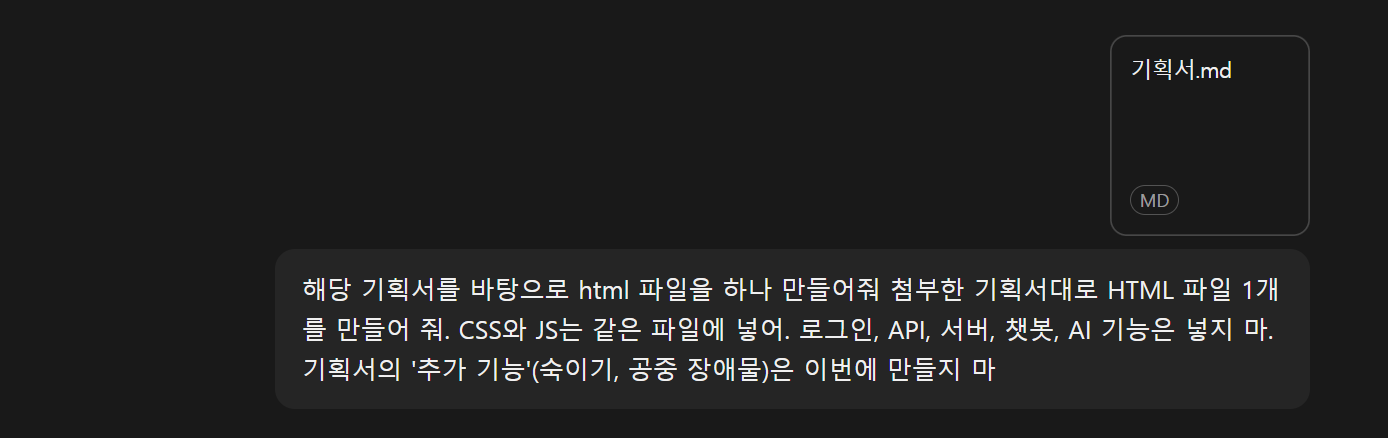 기획서.md
MD
해당 기획서를 바탕으로 html 파일을 하나 만들어줘 첨부한 기획서대로 HTML 파일 1개
를 만들어 줘. CSS와 JS는 같은 파일에 넣어. 로그인, API, 서버, 챗봇, AI 기능은 넣지 마.
기획서의 '추가 기능'(숙이기, 공중 장애물)은 이번에 만들지 마